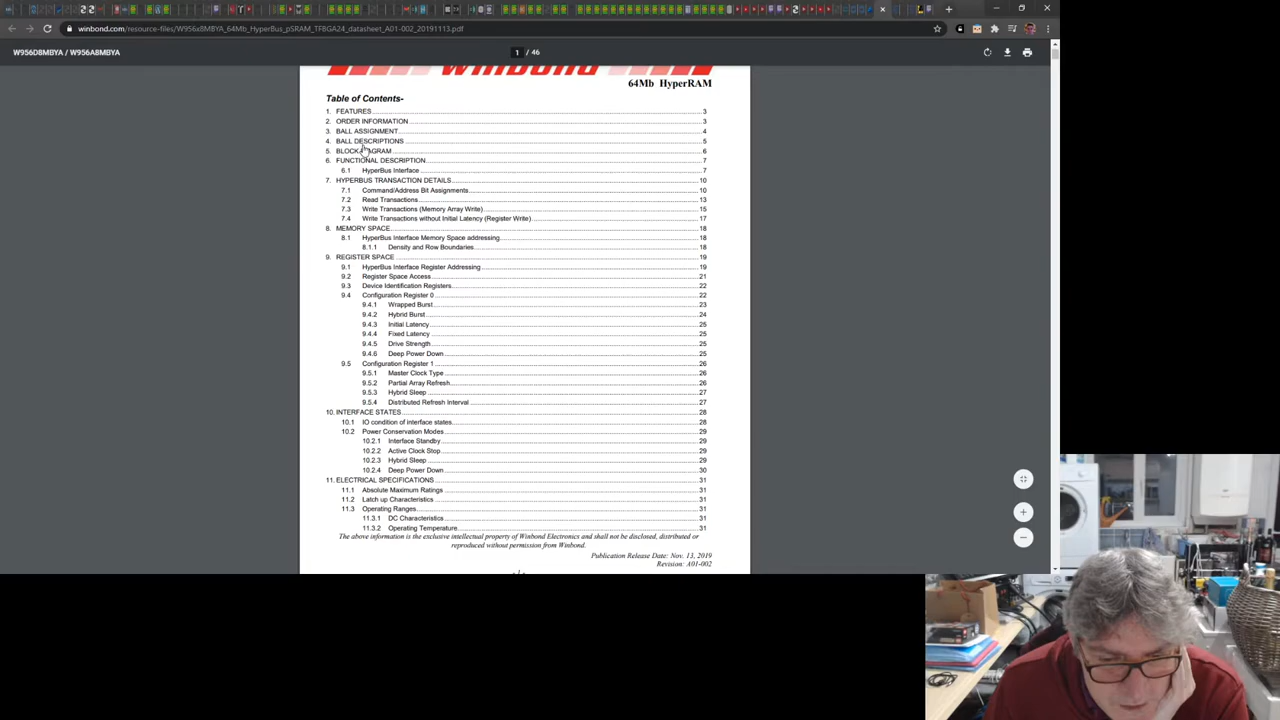 winbond.com/resource-files/W956x8MBYA_64Mb_HyperBus_pSRAM_TFBGA24_datasheet_A01-002_20191113.pdf
W956D8MBYA / W956A8MBYA
1 / 46
winbond
64Mb HyperRAM
Table of Contents-
1. FEATURES 3
2. ORDER INFORMATION 3
3. BALL ASSIGNMENT 4
4. BALL DESCRIPTIONS 5
5. BLOCK DIAGRAM 6
6. FUNCTIONAL DESCRIPTION 7
6.1 HyperBus Interface 7
7. HYPERBUS TRANSACTION DETAILS 10
7.1 Command/Address Bit Assignments 10
7.2 Read Transactions 13
7.3 Write Transactions (Memory Array Write) 15
7.4 Write Transactions without Initial Latency (Register Write) 17
8. MEMORY SPACE 18
8.1 HyperBus Interface Memory Space addressing 18
8.1.1 Density and Row Boundaries 18
9. REGISTER SPACE 19
9.1 HyperBus Interface Register Addressing 19
9.2 Register Space Access 21
9.3 Device Identification Registers 22
9.4 Configuration Register 0 22
9.4.1 Wrapped Burst 23
9.4.2 Hybrid Burst 24
9.4.3 Initial Latency 25
9.4.4 Fixed Latency 25
9.4.5 Drive Strength 25
9.4.6 Deep Power Down 25
9.5 Configuration Register 1 26
9.5.1 Master Clock Type 26
9.5.2 Partial Array Refresh 26
9.5.3 Hybrid Sleep 27
9.5.4 Distributed Refresh Interval 27
10. INTERFACE STATES 28
10.1 IO condition of interface states 28
10.2 Power Conservation Modes 29
10.2.1 Interface Standby 29
10.2.2 Active Clock Stop 29
10.2.3 Hybrid Sleep 29
10.2.4 Deep Power Down 30
11. ELECTRICAL SPECIFICATIONS 31
11.1 Absolute Maximum Ratings 31
11.2 Latch up Characteristics 31
11.3 Operating Ranges 31
11.3.1 DC Characteristics 31
11.3.2 Operating Temperature 31
The above information is the exclusive intellectual property of Winbond Electronics and shall not be disclosed, distributed or
reproduced without permission from Winbond.
Publication Release Date: Nov. 13, 2019
Revision: A01-002
- 1 -